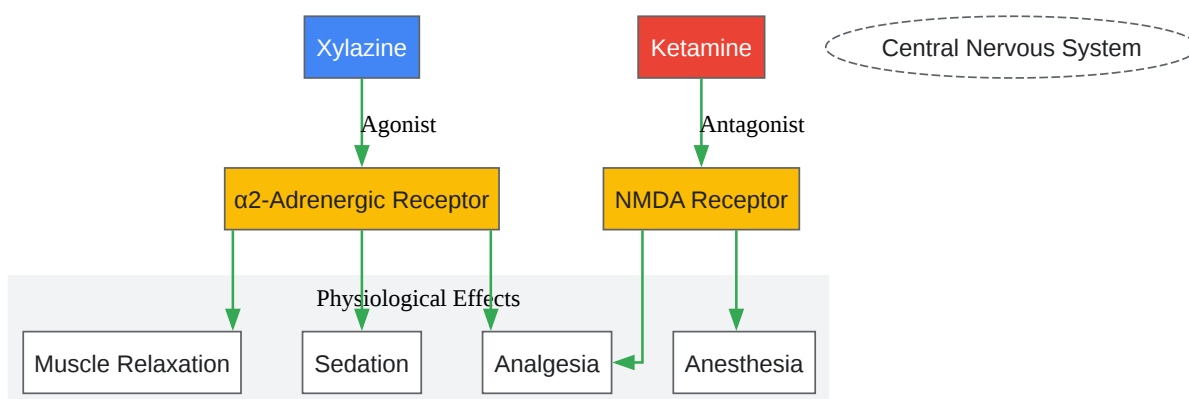 Xylazine
Ketamine
Central Nervous System
Agonist
Antagonist
α2-Adrenergic Receptor
NMDA Receptor
Physiological Effects
Muscle Relaxation
Sedation
Analgesia
Anesthesia